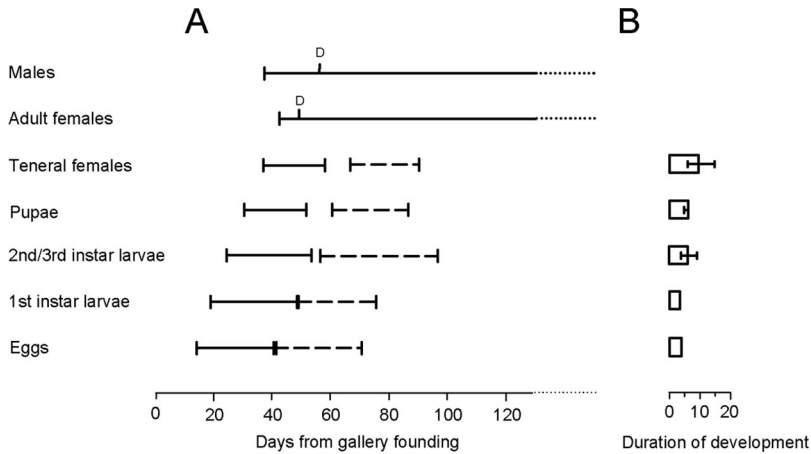 A
B
D
Males
D
Adult females
Teneral females
Pupae
2nd/3rd instar larvae
1st instar larvae
Eggs
0 20 40 60 80 100 120
0 10 20
Days from gallery founding
Duration of development